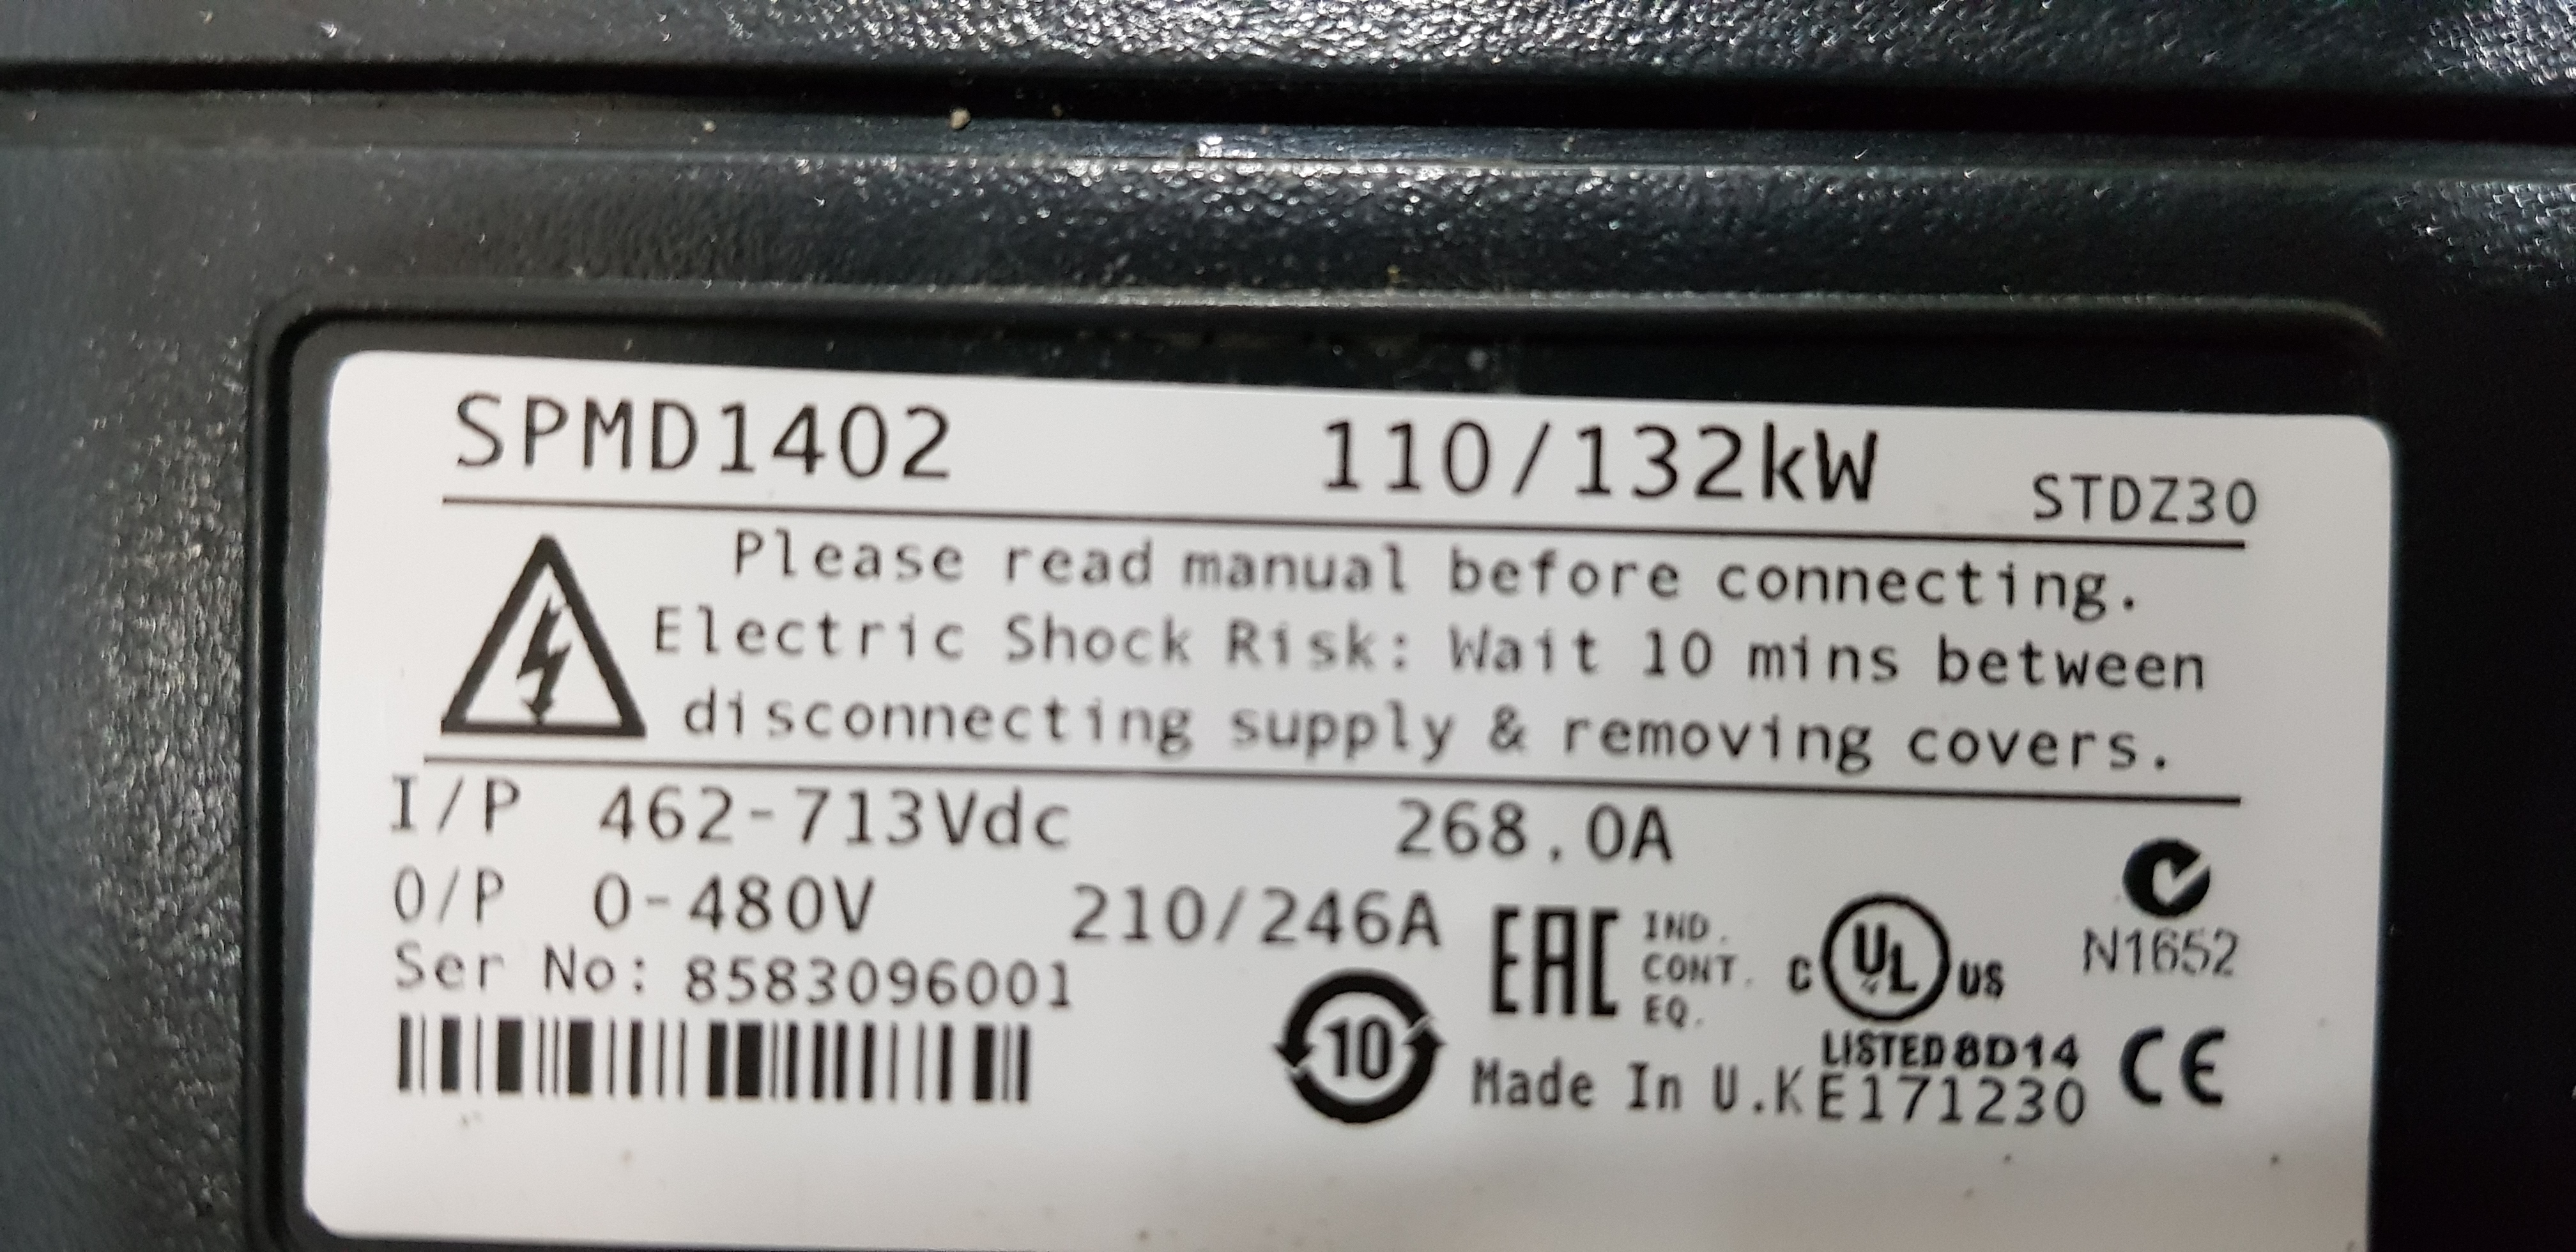 SPMD1402 110/132kW STDZ30
Please read manual before connecting.
Electric Shock Risk: Wait 10 mins between
disconnecting supply & removing covers.
I/P 462-713Vdc 268.0A
O/P 0-480V 210/246A
Ser No: 8583096001
EAC IND.
CONT.
EQ.
C UL US
N1652
10
LISTED 8D14
Made In U.K E171230
CE